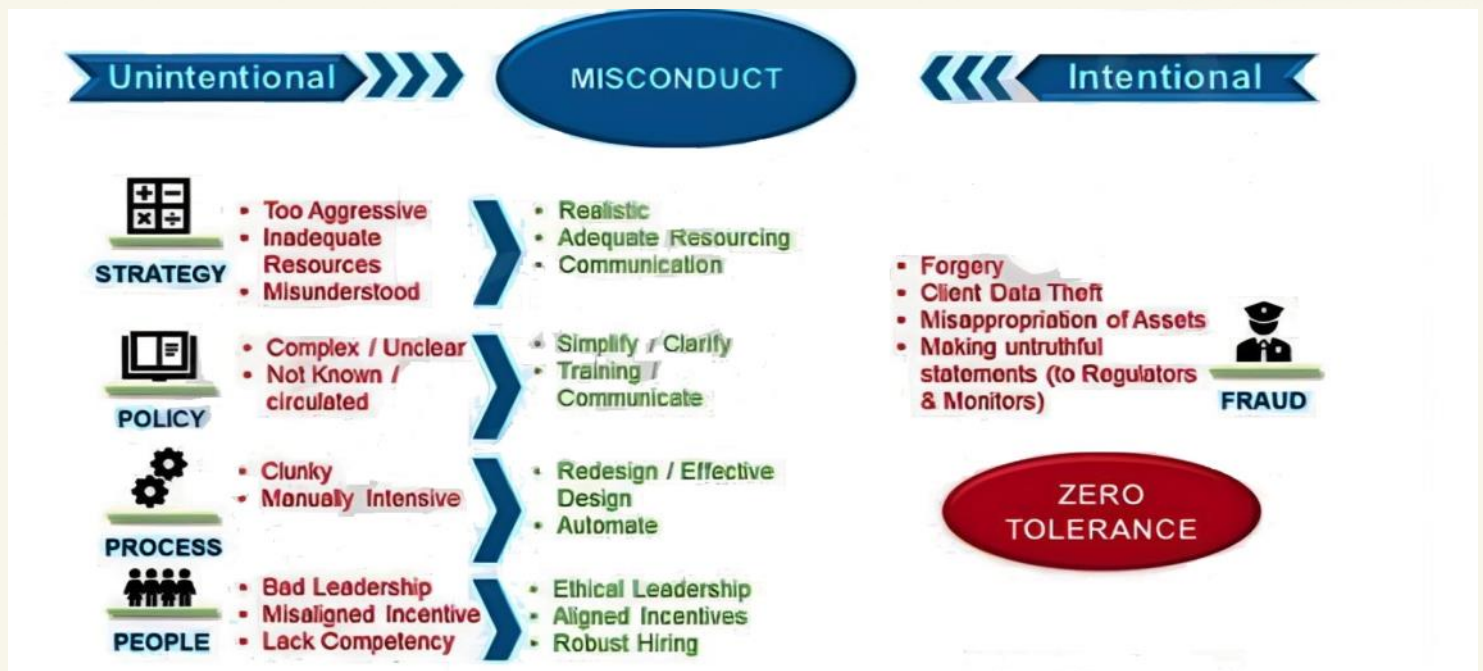 Unintentional
MISCONDUCT
Intentional
STRATEGY
• Too Aggressive
• Inadequate
Resources
• Misunderstood
• Realistic
• Adequate Resourcing
• Communication
POLICY
• Complex / Unclear
• Not Known /
circulated
• Simplify / Clarify
• Training /
Communicate
PROCESS
• Clunky
• Manually Intensive
• Redesign / Effective
Design
• Automate
PEOPLE
• Bad Leadership
• Misaligned Incentive
• Lack Competency
• Ethical Leadership
• Aligned Incentives
• Robust Hiring
• Forgery
• Client Data Theft
• Misappropriation of Assets
• Making untruthful
statements (to Regulators
& Monitors)
FRAUD
ZERO
TOLERANCE